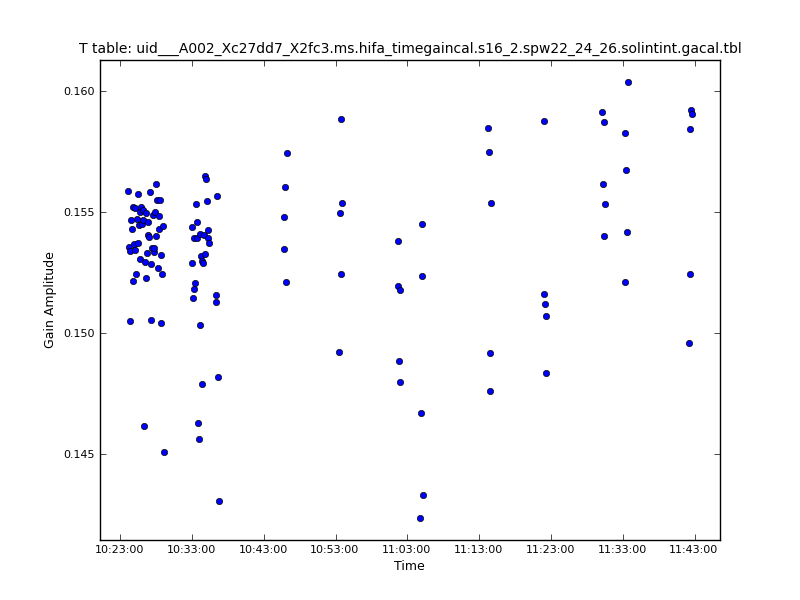 T table: uid___A002_Xc27dd7_X2fc3.ms.hifa_timegaincal.s16_2.spw22_24_26.solintint.gacal.tbl
0.160
0.155
0.150
0.145
Gain Amplitude
10:23:00 10:33:00 10:43:00 10:53:00 11:03:00 11:13:00 11:23:00 11:33:00 11:43:00
Time